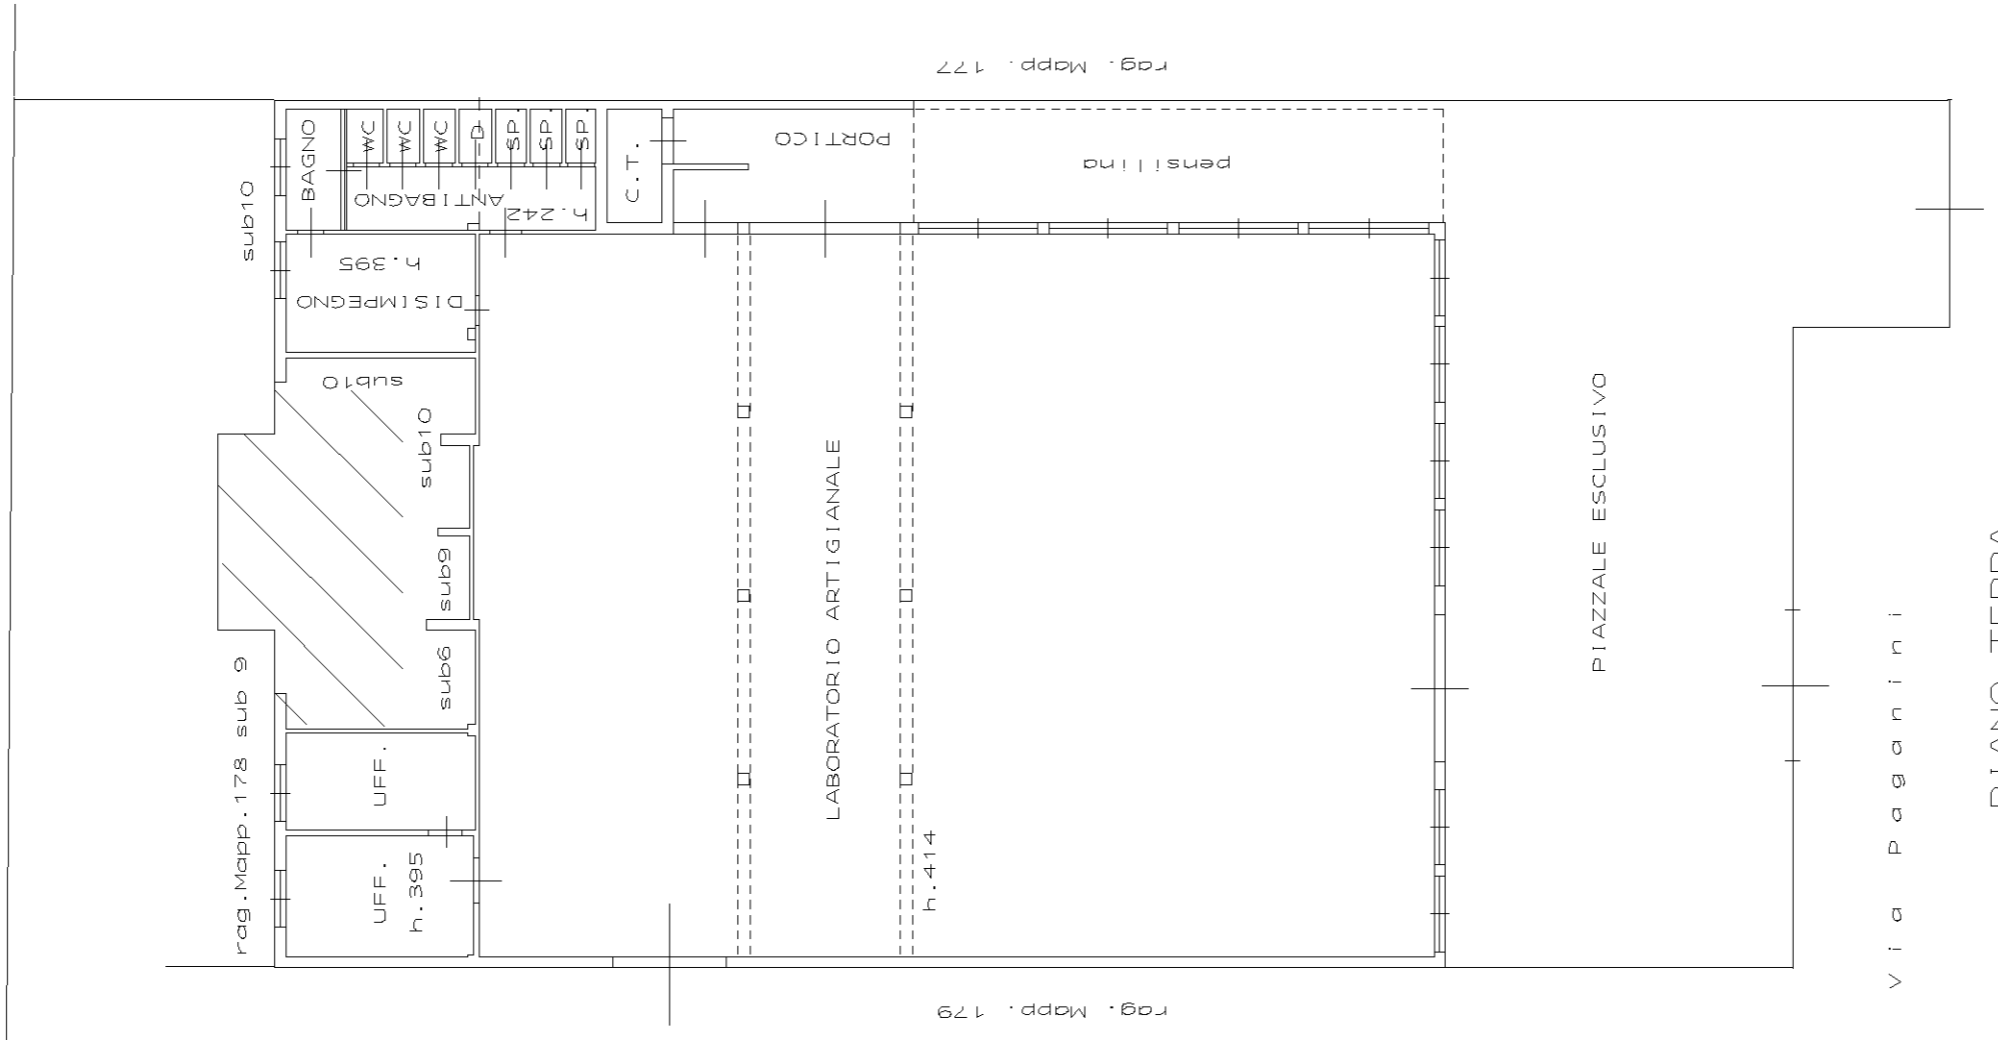 rag. Mapp. 177
BAGNO
WC
WC
WC
D
SP.
SP.
SP.
ANTIBAGNO
h.242
C.T.
PORTICO
pensilina
sub10
h.395
DISIMPEGNO
sub10
sub10
sub9
sub6
rag.Mapp.178 sub 9
UFF.
UFF.
h.395
LABORATORIO ARTIGIANALE
h.414
PIAZZALE ESCLUSIVO
via Paganini
rag. Mapp. 179